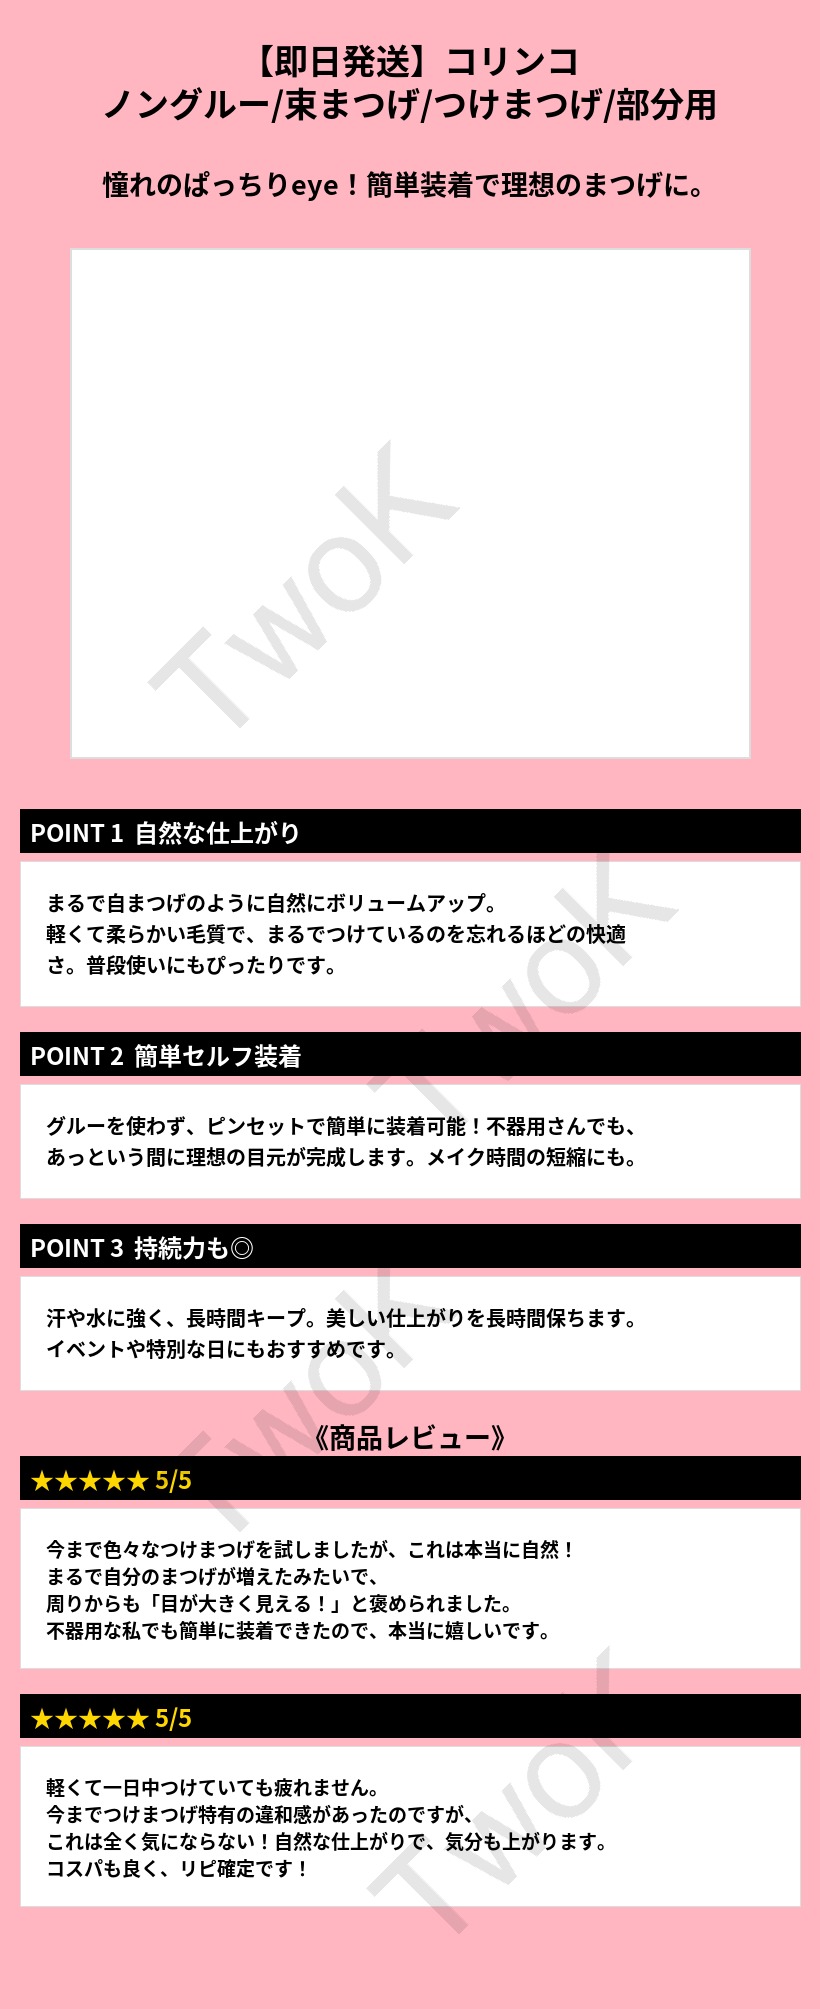 【即日発送】コリンコ
ノングルー/束まつげ/つけまつげ/部分用
憧れのぱっちりeye！簡単装着で理想のまつげに。
TwoK
POINT 1 自然な仕上がり
まるで自まつげのように自然にボリュームアップ。
軽くて柔らかい毛質で、まるでつけているのを忘れるほどの快適
さ。普段使いにもぴったりです。
TwoK
POINT 2 簡単セルフ装着
グルーを使わず、ピンセットで簡単に装着可能！不器用さんでも、
あっという間に理想の目元が完成します。メイク時間の短縮にも。
POINT 3 持続力も◎
汗や水に強く、長時間キープ。美しい仕上がりを長時間保ちます。
イベントや特別な日にもおすすめです。
TwoK
《商品レビュー》
★★★★★ 5/5
今まで色々なつけまつげを試しましたが、これは本当に自然！
まるで自分のまつげが増えたみたいで、
周りからも「目が大きく見える！」と褒められました。
不器用な私でも簡単に装着できたので、本当に嬉しいです。
★★★★★ 5/5
軽くて一日中つけていても疲れません。
今までつけまつげ特有の違和感があったのですが、
これは全く気にならない！自然な仕上がりで、気分も上がります。
コスパも良く、リピ確定です！
TwoK